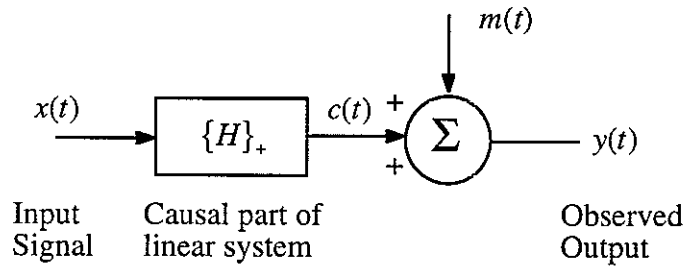 m(t)
x(t)
{H}₊
c(t)
+
+
Σ
y(t)
Input
Signal
Causal part of
linear system
Observed
Output